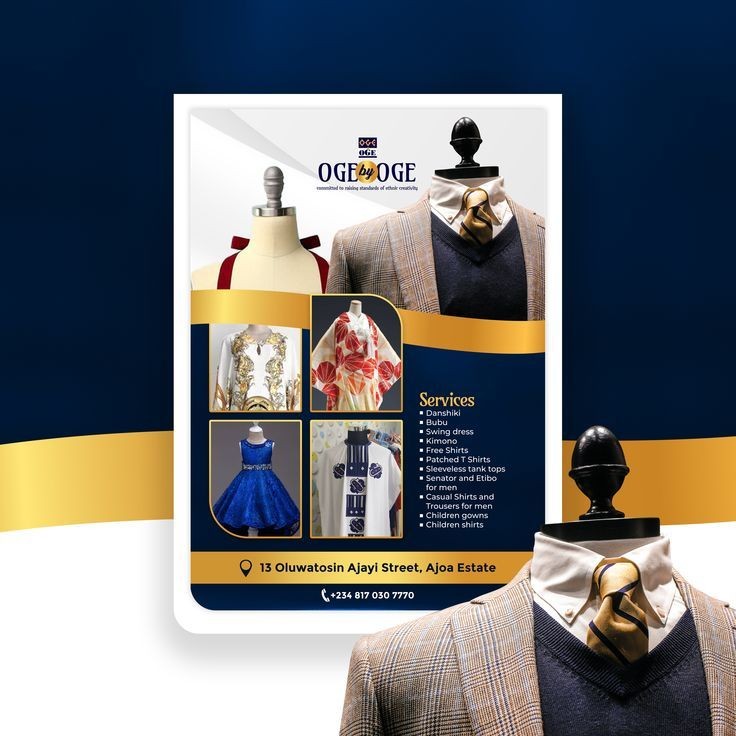 OGE
OGE
OGE by OGE
committed to raising standards of ethnic creativity
Services
Danshiki
Bubu
Swing dress
Kimono
Free Shirts
Patched T Shirts
Sleeveless tank tops
Senator and Etibo
for men
Casual Shirts and
Trousers for men
Children gowns
Children shirts
13 Oluwatosin Ajayi Street, Ajoa Estate
+234 817 030 7770